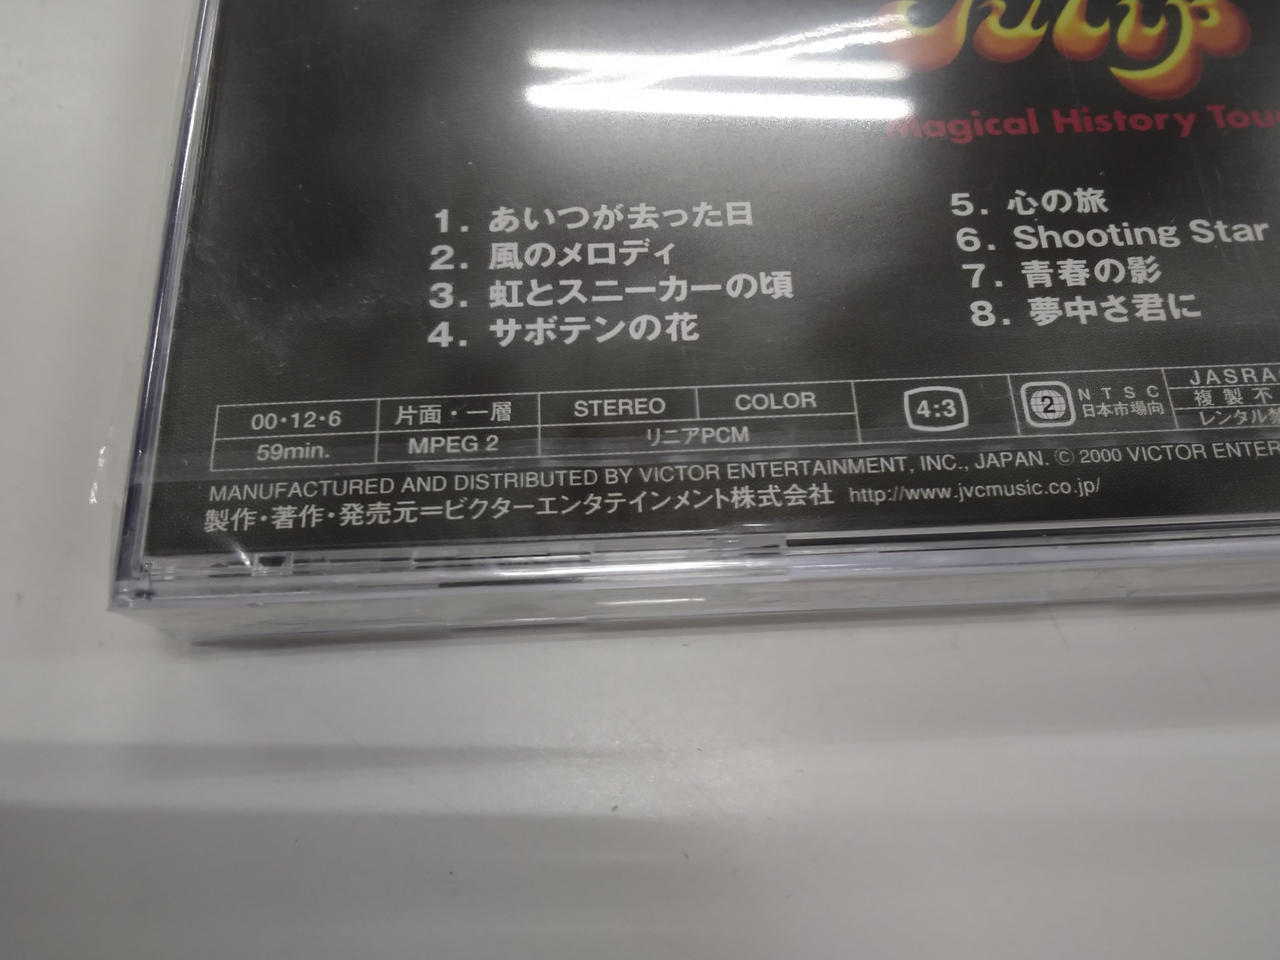 Tulip
Magical History Tour
1. あいつが去った日
2. 風のメロディ
3. 虹とスニーカーの頃
4. サボテンの花
5. 心の旅
6. Shooting Star
7. 青春の影
8. 夢中さ君に
00・12・6 片面・一層 STEREO COLOR
59min. MPEG 2 リニアPCM
4:3
2 NTSC
日本市場向
JASRAC
複製不
レンタル
MANUFACTURED AND DISTRIBUTED BY VICTOR ENTERTAINMENT, INC., JAPAN. © 2000 VICTOR ENTER
製作・著作・発売元=ビクターエンタテインメント株式会社 http://www.jvcmusic.co.jp/